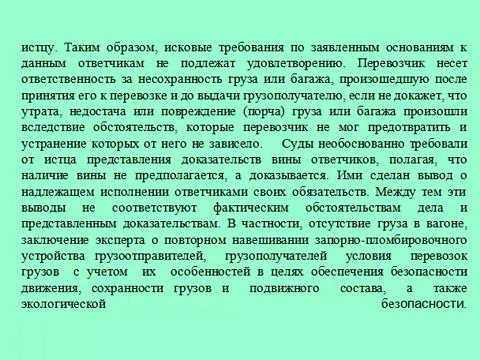 истцу. Таким образом, исковые требования по заявленным основаниям к
данным ответчикам не подлежат удовлетворению. Перевозчик несет
ответственность за несохранность груза или багажа, произошедшую после
принятия его к перевозке и до выдачи грузополучателю, если не докажет, что
утрата, недостача или повреждение (порча) груза или багажа произошли
вследствие обстоятельств, которые перевозчик не мог предотвратить и
устранение которых от него не зависело. Суды необоснованно требовали
от истца представления доказательств вины ответчиков, полагая, что
наличие вины не предполагается, а доказывается. Ими сделан вывод о
надлежащем исполнении ответчиками своих обязательств. Между тем эти
выводы не соответствуют фактическим обстоятельствам дела и
представленным доказательствам. В частности, отсутствие груза в вагоне,
заключение эксперта о повторном навешивании запорно-пломбировочного
устройства грузоотправителей, грузополучателей условия перевозок
грузов с учетом их особенностей в целях обеспечения безопасности
движения, сохранности грузов и подвижного состава, а также
экологической безопасности.